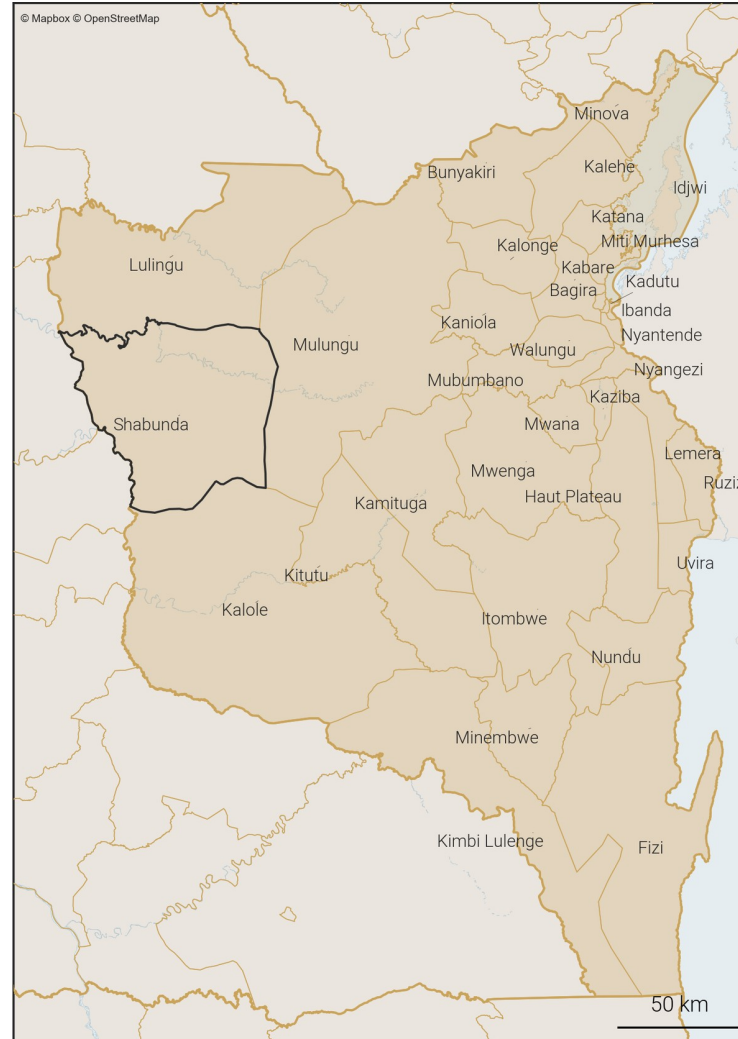 © Mapbox © OpenStreetMap
Minova
Bunyakiri
Kalehe
Idjwi
Katana
Miti Murhesa
Kalonge
Lulingu
Kabare
Kadutu
Bagira
Ibanda
Kaniola
Nyantende
Mulungu
Walungu
Nyangezi
Mubumbano
Kaziba
Shabunda
Mwana
Lemera
Mwenga
Ruziz
Kamituga
Haut Plateau
Uvira
Kitutu
Kalole
Itombwe
Nundu
Minembwe
Kimbi Lulenge
Fizi
50 km